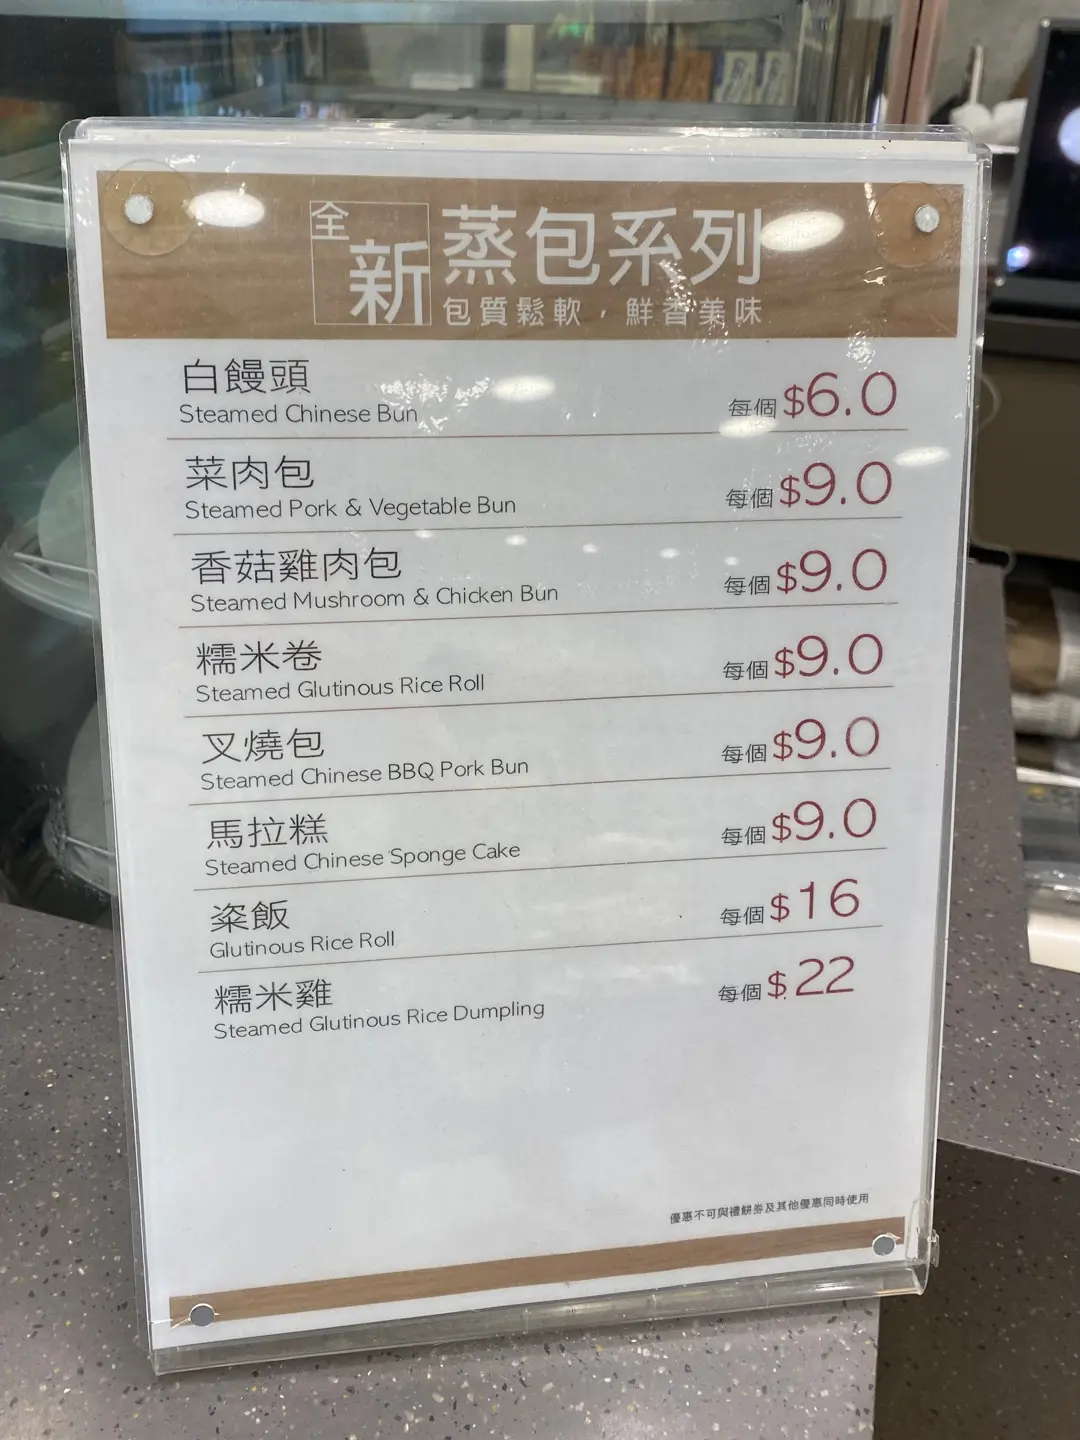 全新 蒸包系列
包質鬆軟，鮮香美味
白饅頭
Steamed Chinese Bun
每個 $6.0
菜肉包
Steamed Pork & Vegetable Bun
每個 $9.0
香菇雞肉包
Steamed Mushroom & Chicken Bun
每個 $9.0
糯米卷
Steamed Glutinous Rice Roll
每個 $9.0
叉燒包
Steamed Chinese BBQ Pork Bun
每個 $9.0
馬拉糕
Steamed Chinese Sponge Cake
每個 $9.0
粢飯
Glutinous Rice Roll
每個 $16
糯米雞
Steamed Glutinous Rice Dumpling
每個 $22
優惠不可與禮餅券及其他優惠同時使用